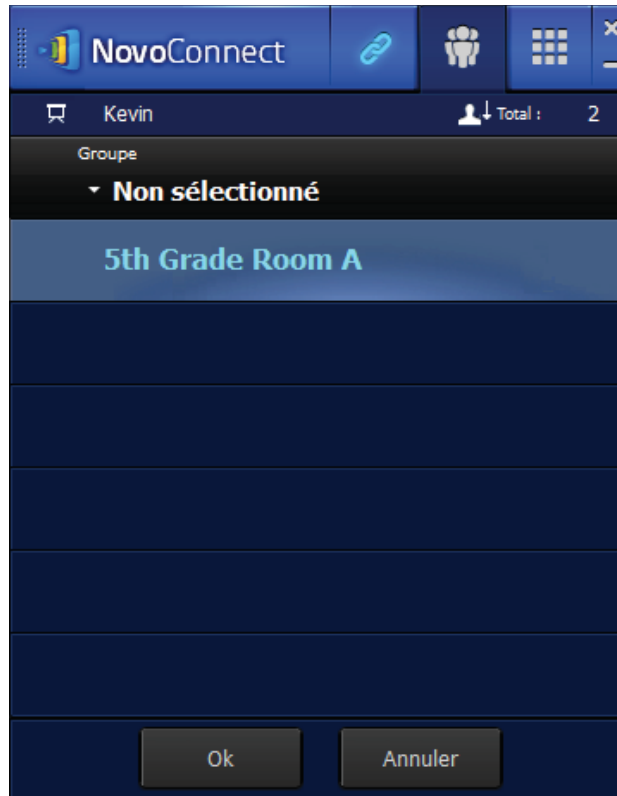 NovoConnect
Kevin Total : 2
Groupe
Non sélectionné
5th Grade Room A
Ok Annuler